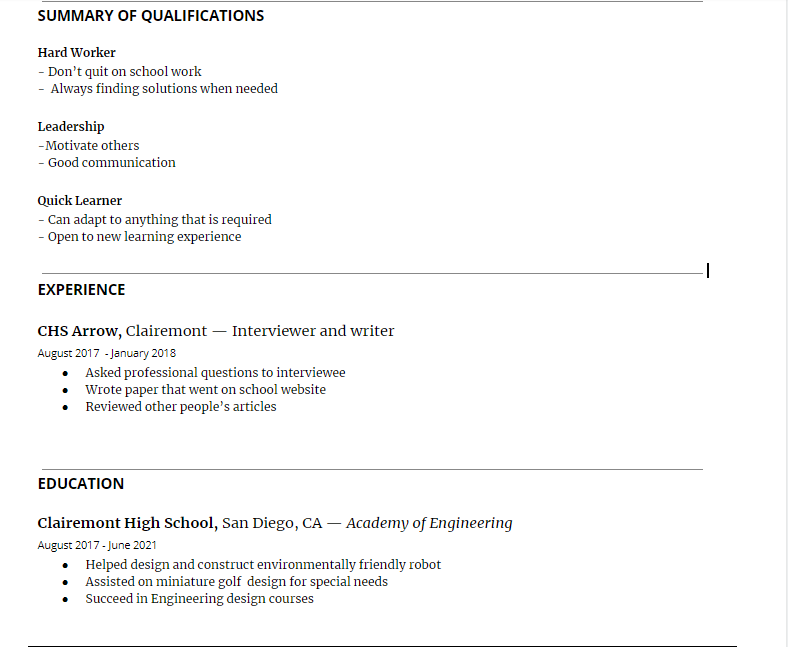 SUMMARY OF QUALIFICATIONS
Hard Worker
- Don’t quit on school work
-  Always finding solutions when needed
Leadership
-Motivate others
- Good communication
Quick Learner
- Can adapt to anything that is required
- Open to new learning experience
EXPERIENCE
CHS Arrow, Clairemont — Interviewer and writer
August 2017  - January 2018
● Asked professional questions to interviewee
● Wrote paper that went on school website
● Reviewed other people’s articles
EDUCATION
Clairemont High School, San Diego, CA — Academy of Engineering
August 2017 - June 2021
● Helped design and construct environmentally friendly robot
● Assisted on miniature golf  design for special needs
● Succeed in Engineering design courses